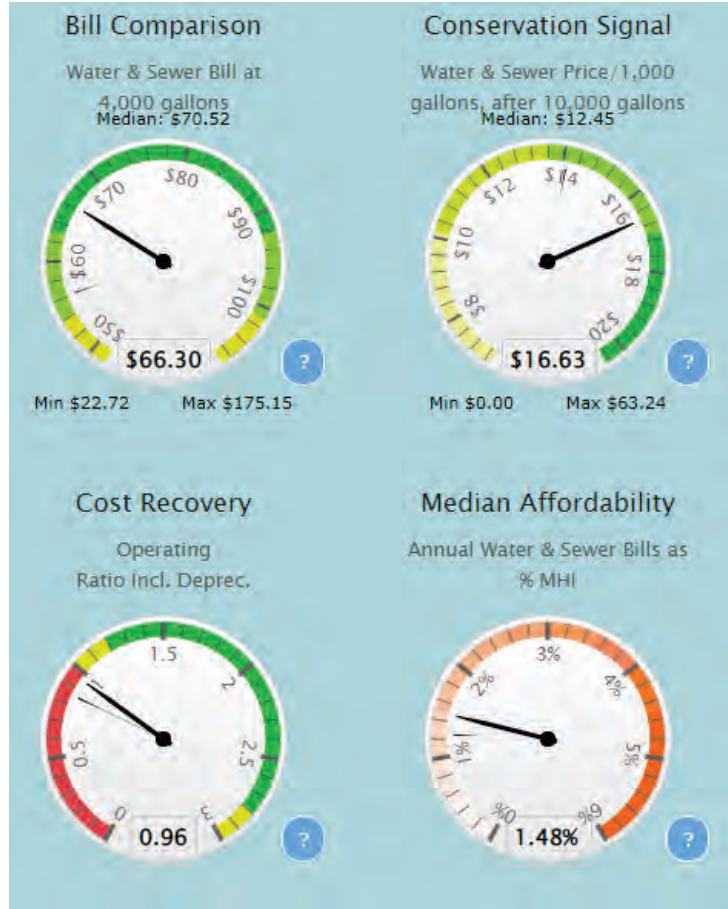 Bill Comparison
Water & Sewer Bill at
4,000 gallons
Median: $70.52
$50
$60
$70
$80
$90
$100
$66.30
?
Min $22.72
Max $175.15
Conservation Signal
Water & Sewer Price/1,000
gallons, after 10,000 gallons
Median: $12.45
$8
$10
$12
$14
$16
$18
$20
$16.63
?
Min $0.00
Max $63.24
Cost Recovery
Operating
Ratio Incl. Deprec.
0
0.5
1
1.5
2
2.5
3
0.96
?
Median Affordability
Annual Water & Sewer Bills as
% MHI
0%
1%
2%
3%
4%
5%
6%
1.48%
?